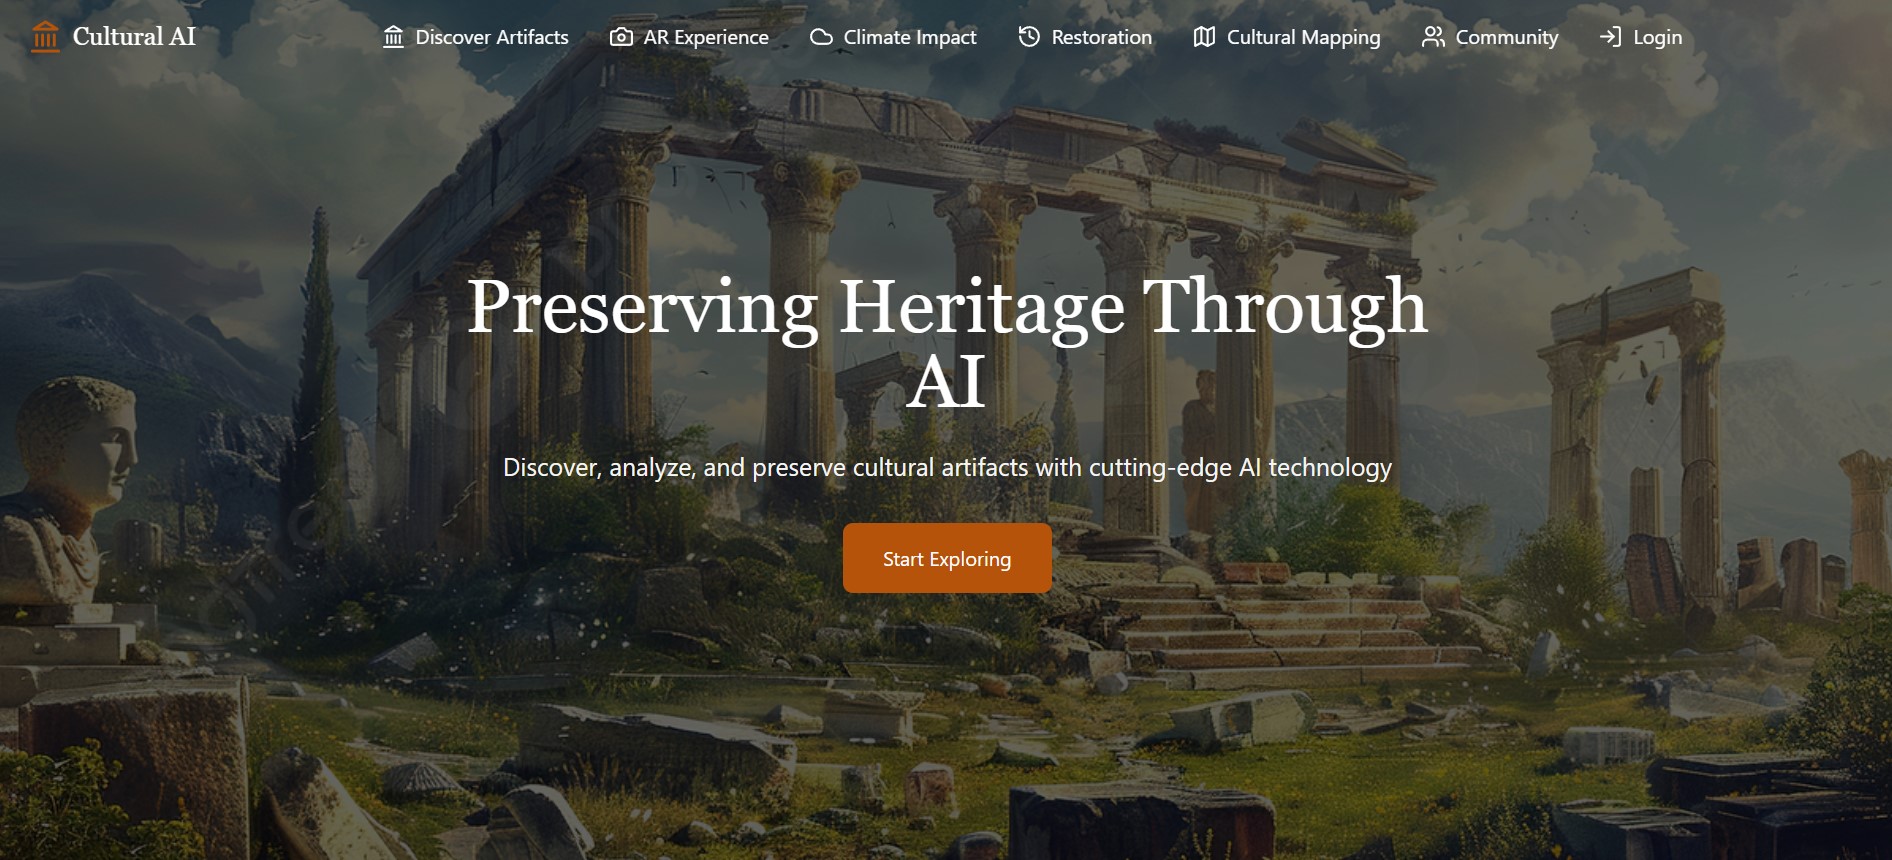 Cultural AI
Discover Artifacts
AR Experience
Climate Impact
Restoration
Cultural Mapping
Community
Login
Preserving Heritage Through
AI
Discover, analyze, and preserve cultural artifacts with cutting-edge AI technology
Start Exploring